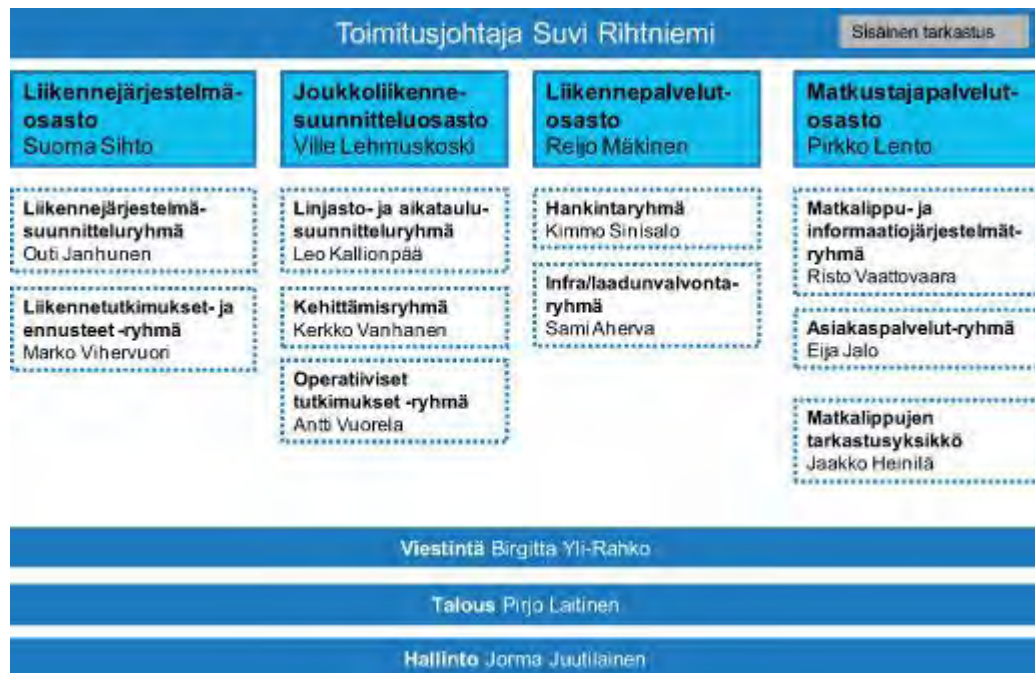 Toimitusjohtaja Suvi Rihtniemi
Sisäinen tarkastus
Liikennejärjestelmä-
osasto
Suoma Sihto
Liikennejärjestelmä-
suunnitteluryhmä
Outi Janhunen
Liikennetutkimukset- ja
ennusteet -ryhmä
Marko Vihervuori
Joukkoliikenne-
suunnitteluosasto
Ville Lehmuskoski
Linjasto- ja aikataulu-
suunnitteluryhmä
Leo Kallionpää
Kehittämisryhmä
Kerkko Vanhanen
Operatiiviset
tutkimukset -ryhmä
Antti Vuorela
Liikennepalvelut-
osasto
Reijo Mäkinen
Hankintaryhmä
Kimmo Sinisalo
Infra/laadunvalvonta-
ryhmä
Sami Aherva
Matkustajapalvelut-
osasto
Pirkko Lento
Matkalippu- ja
informaatiojärjestelmät-
ryhmä
Risto Vaattovaara
Asiakaspalvelut-ryhmä
Eija Jalo
Matkalippujen
tarkastusyksikkö
Jaakko Heinilä
Viestintä Birgitta Yli-Rahko
Talous Pirjo Laitinen
Hallinto Jorma Juutilainen